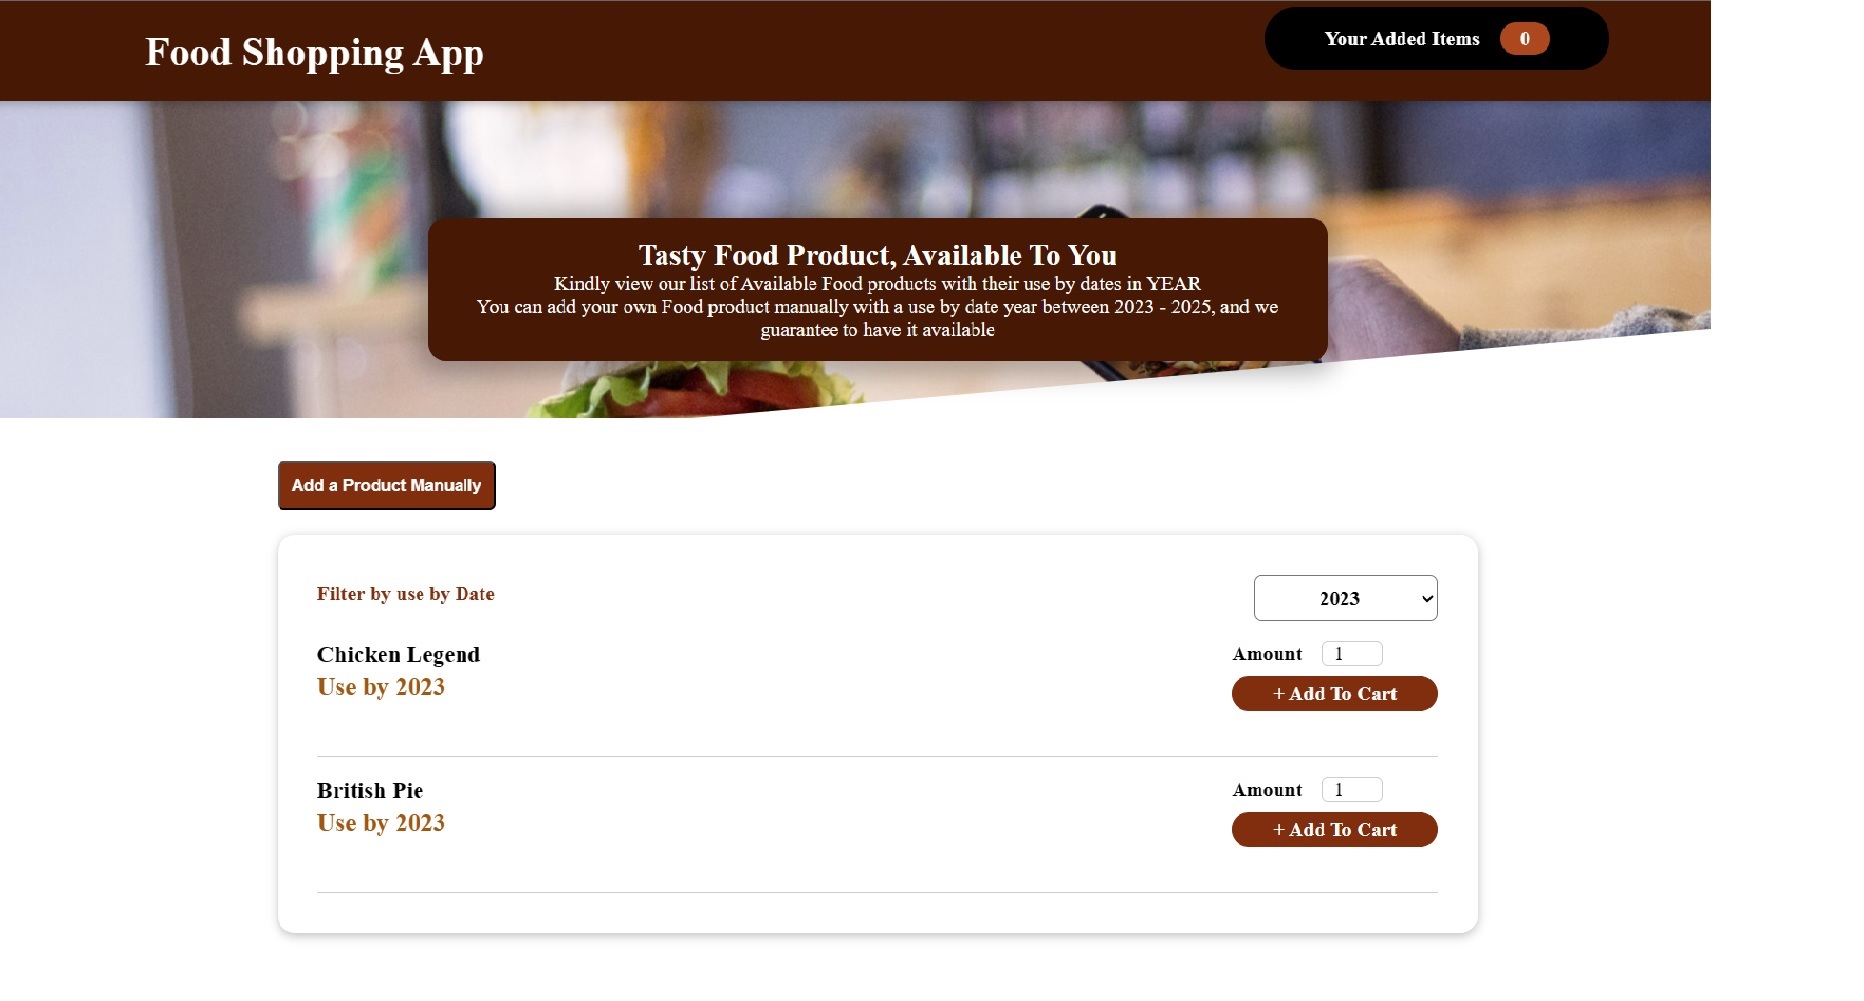 Food Shopping App
Your Added Items 0
Tasty Food Product, Available To You
Kindly view our list of Available Food products with their use by dates in YEAR
You can add your own Food product manually with a use by date year between 2023 - 2025, and we
guarantee to have it available
Add a Product Manually
Filter by use by Date
2023
Chicken Legend
Amount 1
Use by 2023
+ Add To Cart
British Pie
Amount 1
Use by 2023
+ Add To Cart